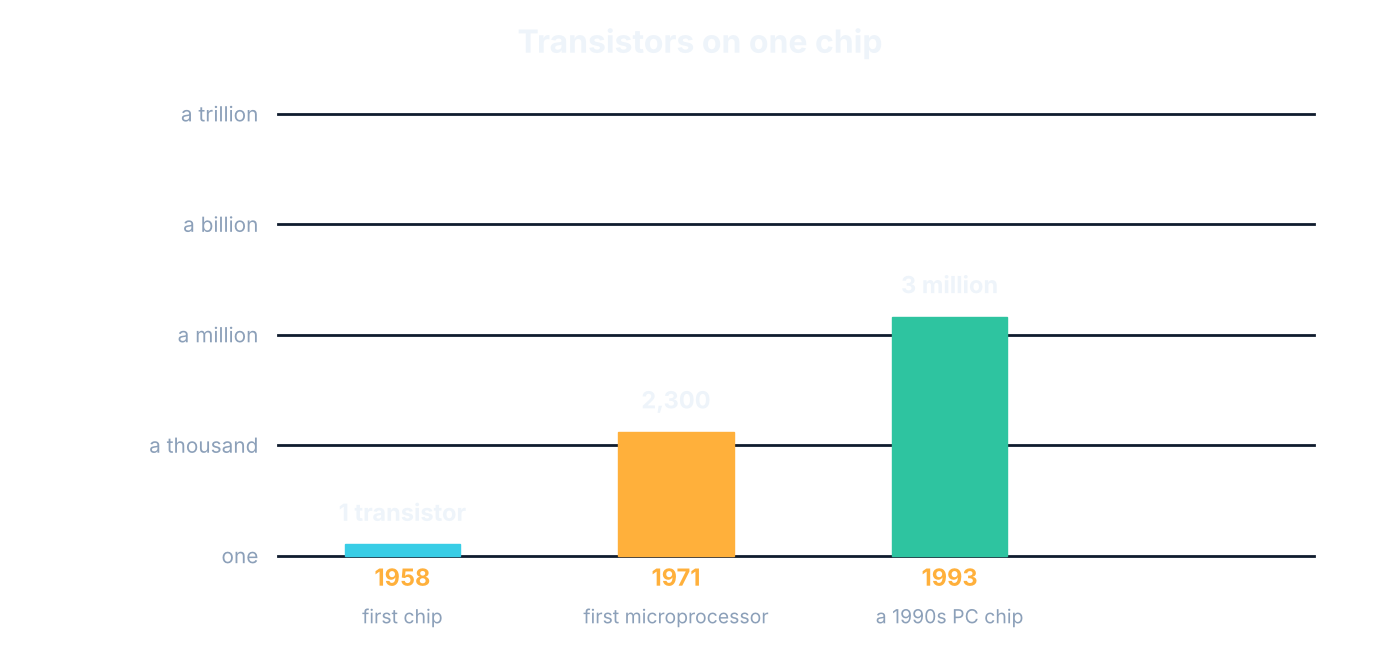 Transistors on one chip
a trillion
a billion
3 million
a million
2,300
a thousand
1 transistor
one
1958 1971 1993
first chip first microprocessor a 1990s PC chip